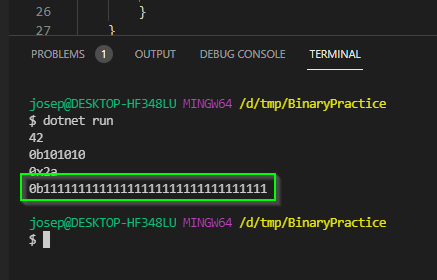 26 }
27 }
PROBLEMS 1 OUTPUT DEBUG CONSOLE TERMINAL
josep@DESKTOP-HF348LU MINGW64 /d/tmp/BinaryPractice
$ dotnet run
42
0b101010
0x2a
0b11111111111111111111111111111111
josep@DESKTOP-HF348LU MINGW64 /d/tmp/BinaryPractice
$